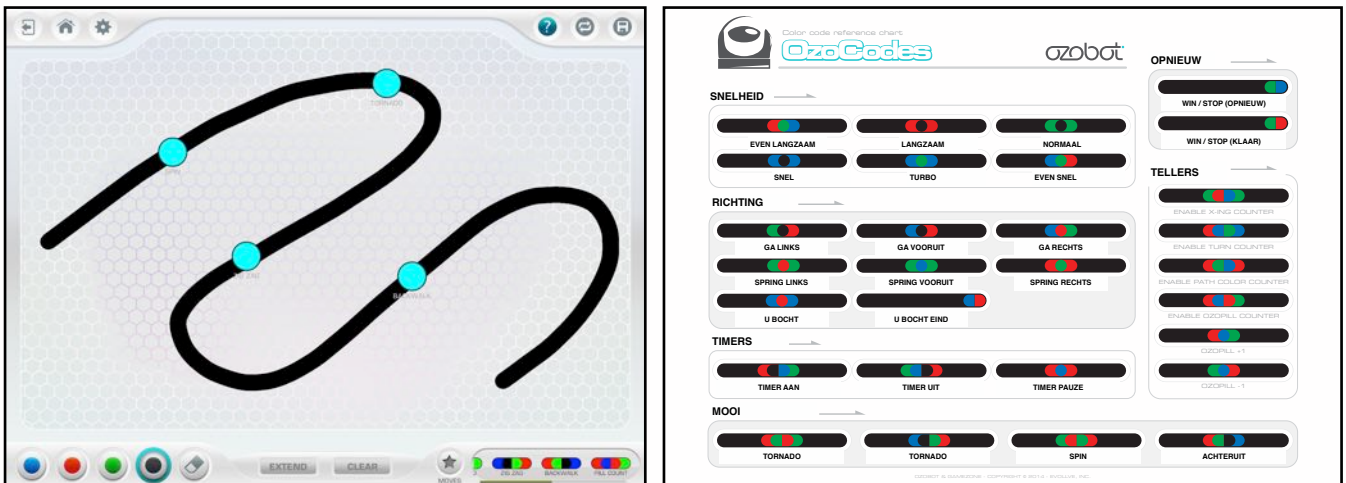 TORNADO
SPIN
ZIG ZAG
BACKWALK
EXTEND
CLEAR
MOVES
ZIG ZAG
BACKWALK
PILL COUNT
Color code reference chart
OzoCodes
ozobot
SNELHEID
EVEN LANGZAAM
LANGZAAM
NORMAAL
SNEL
TURBO
EVEN SNEL
RICHTING
GA LINKS
GA VOORUIT
GA RECHTS
SPRING LINKS
SPRING VOORUIT
SPRING RECHTS
U BOCHT
U BOCHT EIND
TIMERS
TIMER AAN
TIMER UIT
TIMER PAUZE
MOOI
TORNADO
TORNADO
SPIN
ACHTERUIT
OPNIEUW
WIN / STOP (OPNIEUW)
WIN / STOP (KLAAR)
TELLERS
ENABLE X-ING COUNTER
ENABLE TURN COUNTER
ENABLE PATH COLOR COUNTER
ENABLE OZOPILL COUNTER
OZOPILL +1
OZOPILL -1